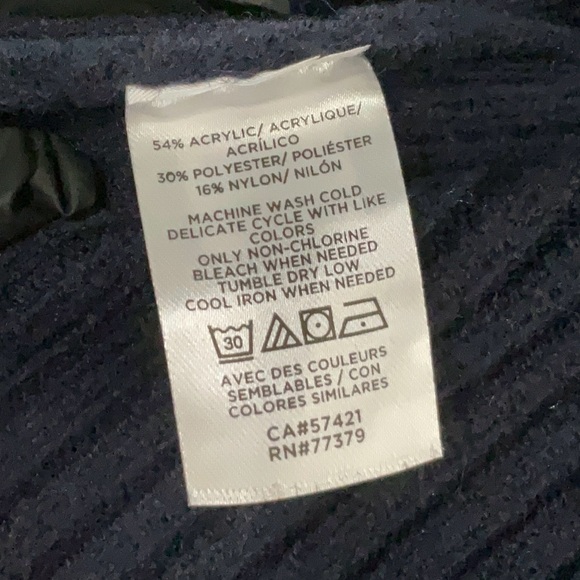 54% ACRYLIC/ ACRYLIQUE/
ACRÍLICO
30% POLYESTER/ POLIÉSTER
16% NYLON/ NILÓN
MACHINE WASH COLD
DELICATE CYCLE WITH LIKE
COLORS
ONLY NON-CHLORINE
BLEACH WHEN NEEDED
TUMBLE DRY LOW
COOL IRON WHEN NEEDED
30
AVEC DES COULEURS
SEMBLABLES / CON
COLORES SIMILARES
CA#57421
RN#77379